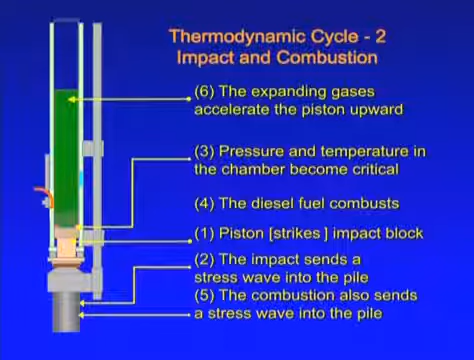 Thermodynamic Cycle - 2
Impact and Combustion
(6) The expanding gases
accelerate the piston upward
(3) Pressure and temperature in
the chamber become critical
(4) The diesel fuel combusts
(1) Piston [strikes ] impact block
(2) The impact sends a
stress wave into the pile
(5) The combustion also sends
a stress wave into the pile